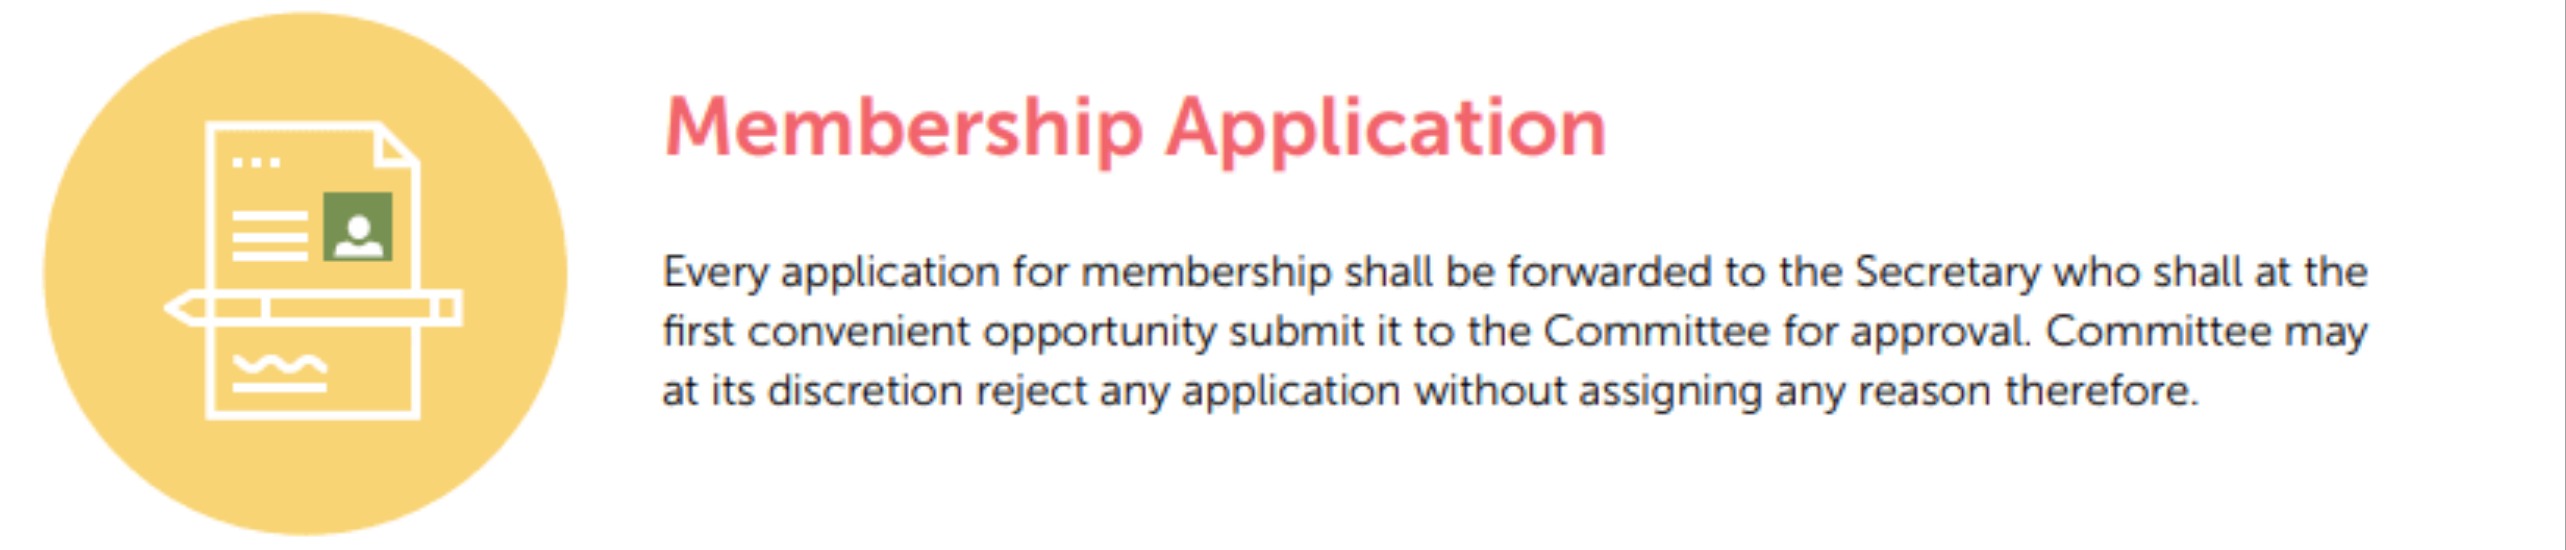 Membership Application
Every application for membership shall be forwarded to the Secretary who shall at the
first convenient opportunity submit it to the Committee for approval. Committee may
at its discretion reject any application without assigning any reason therefore.